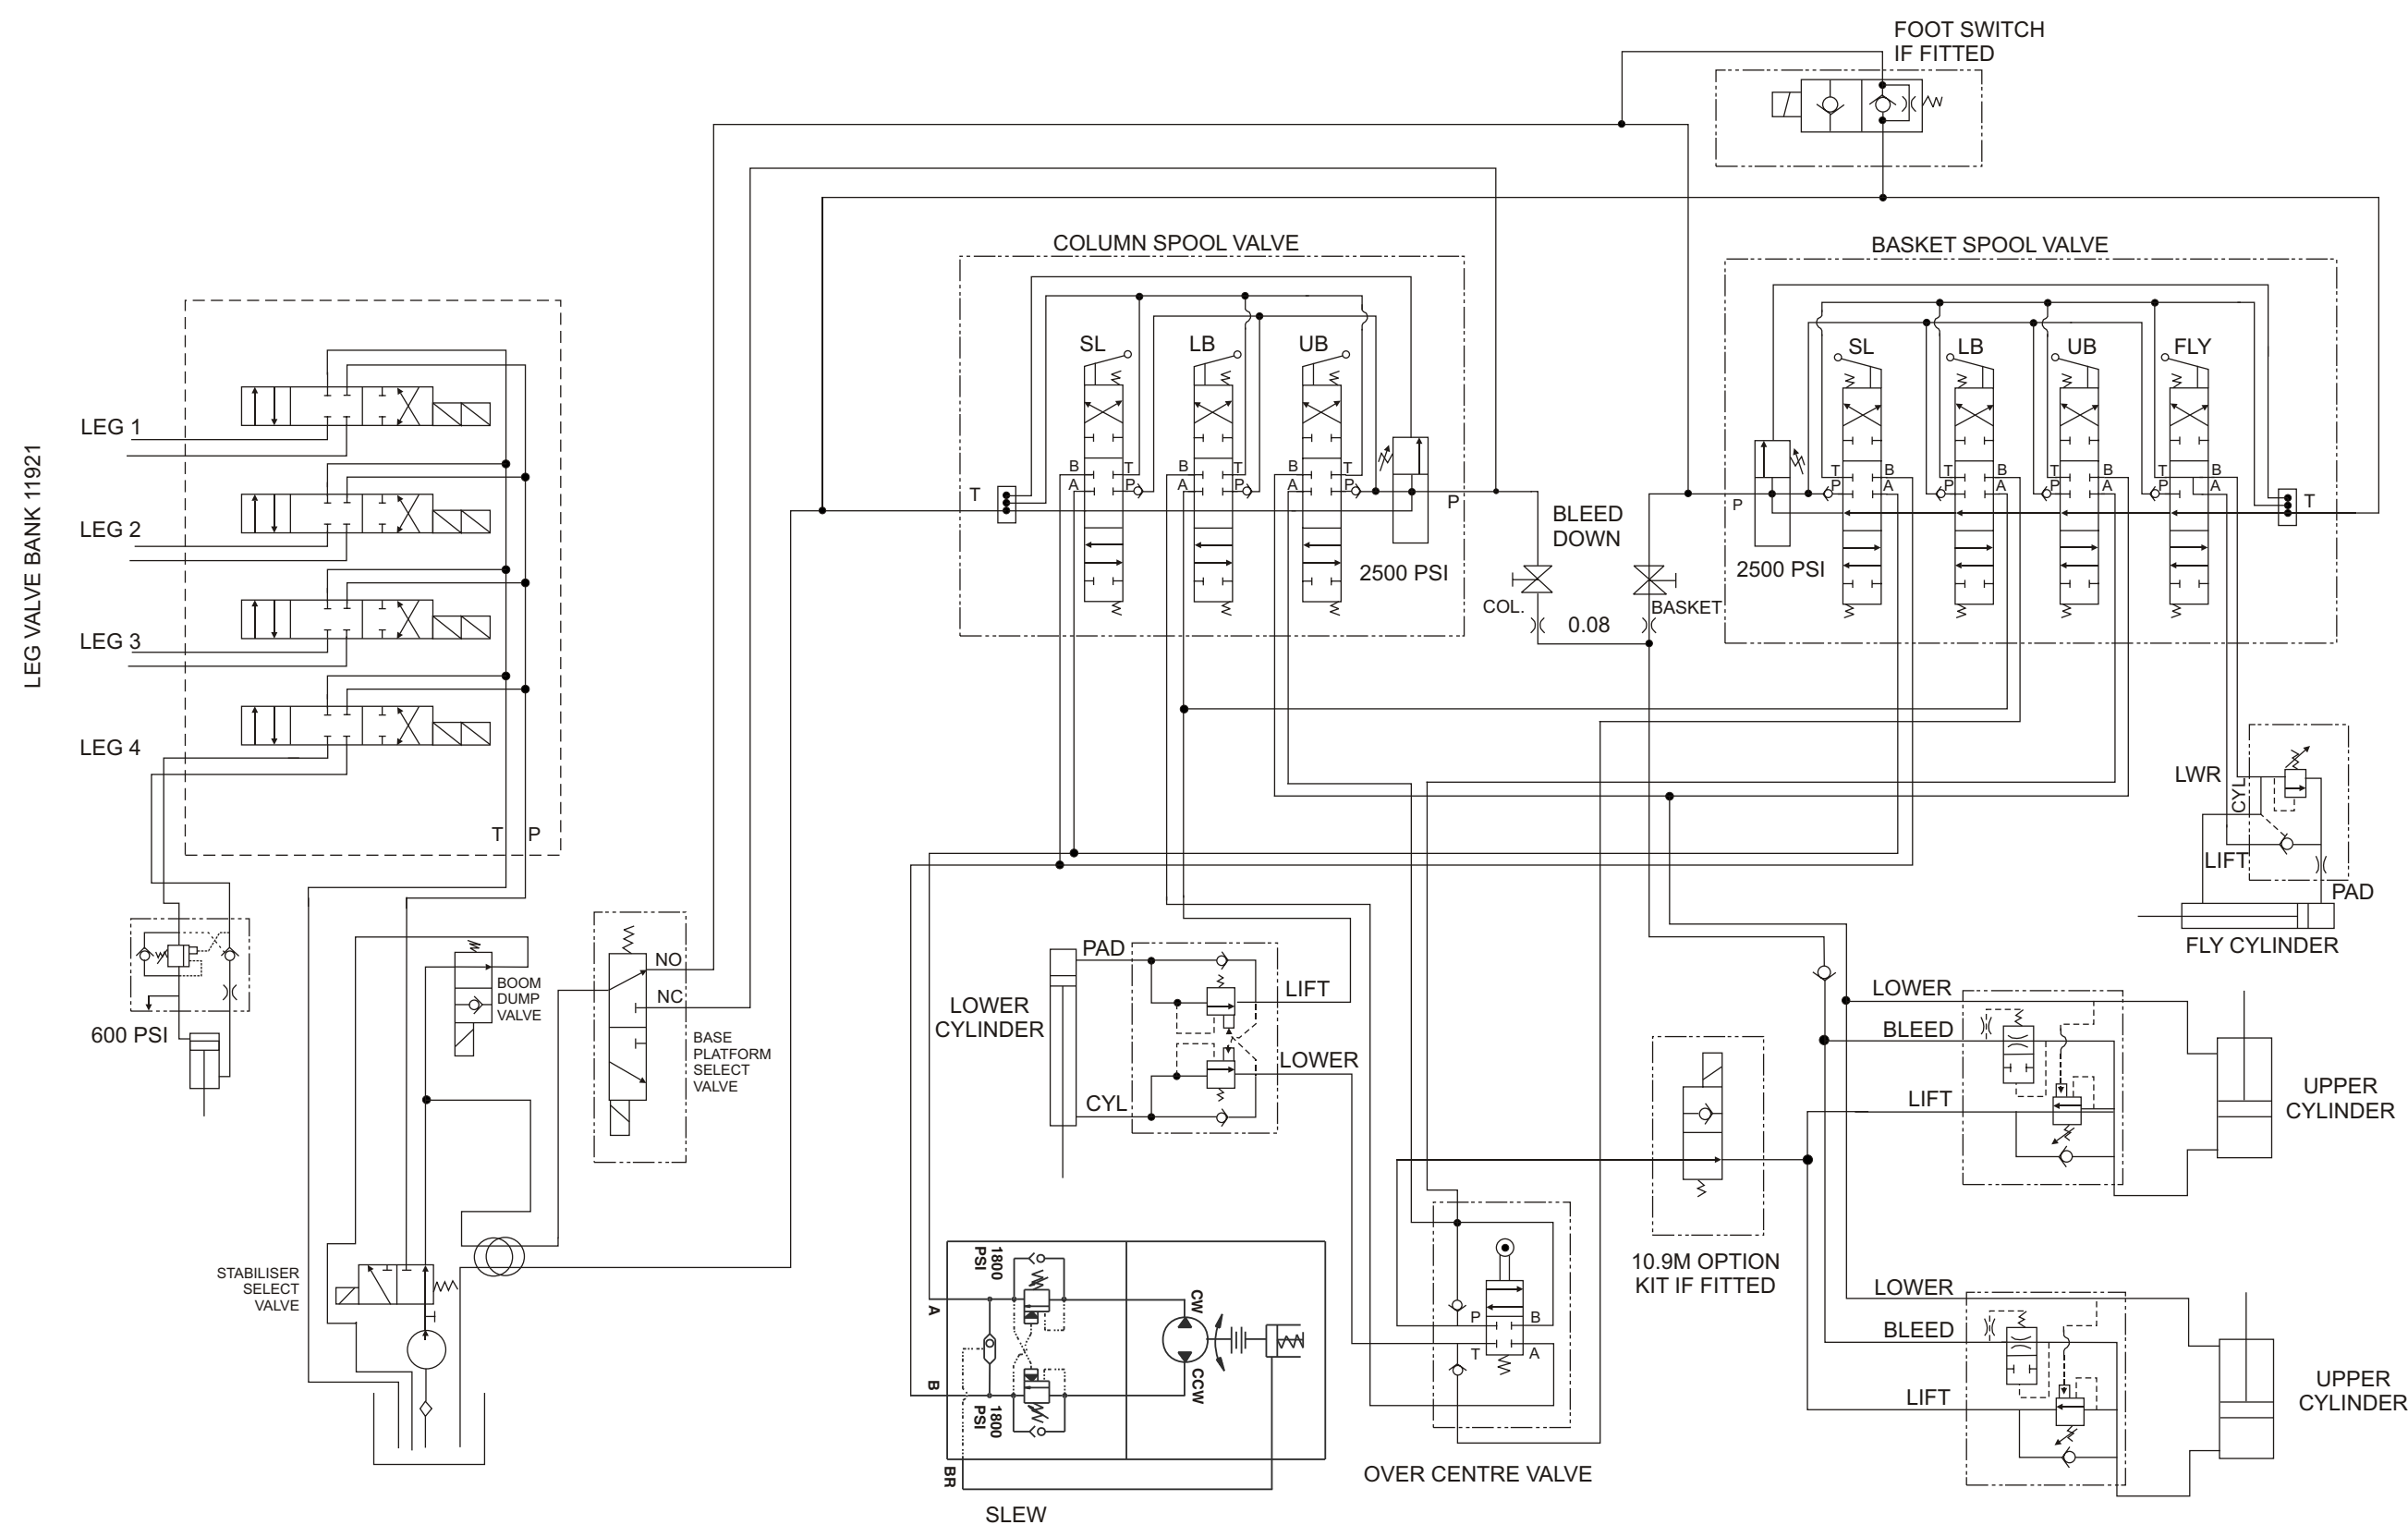 FOOT SWITCH
IF FITTED
COLUMN SPOOL VALVE
BASKET SPOOL VALVE
SL
LB
UB
SL
LB
UB
FLY
LEG VALVE BANK 11921
LEG 1
LEG 2
LEG 3
LEG 4
T
P
B
T
A
P
B
T
A
P
B
T
A
P
T
P
2500 PSI
BLEED
DOWN
COL.
0.08
BASKET
P
2500 PSI
T
B
P
A
T
B
P
A
T
B
P
A
T
B
P
A
T
LWR
CYL
LIFT
PAD
FLY CYLINDER
600 PSI
BOOM
DUMP
VALVE
NO
NC
BASE
PLATFORM
SELECT
VALVE
STABILISER
SELECT
VALVE
PAD
LIFT
LOWER
CYLINDER
LOWER
CYL
LOWER
BLEED
LIFT
UPPER
CYLINDER
10.9M OPTION
KIT IF FITTED
LOWER
BLEED
LIFT
UPPER
CYLINDER
1800
PSI
A
B
1800
PSI
BR
CW
CCW
SLEW
P
B
T
A
OVER CENTRE VALVE